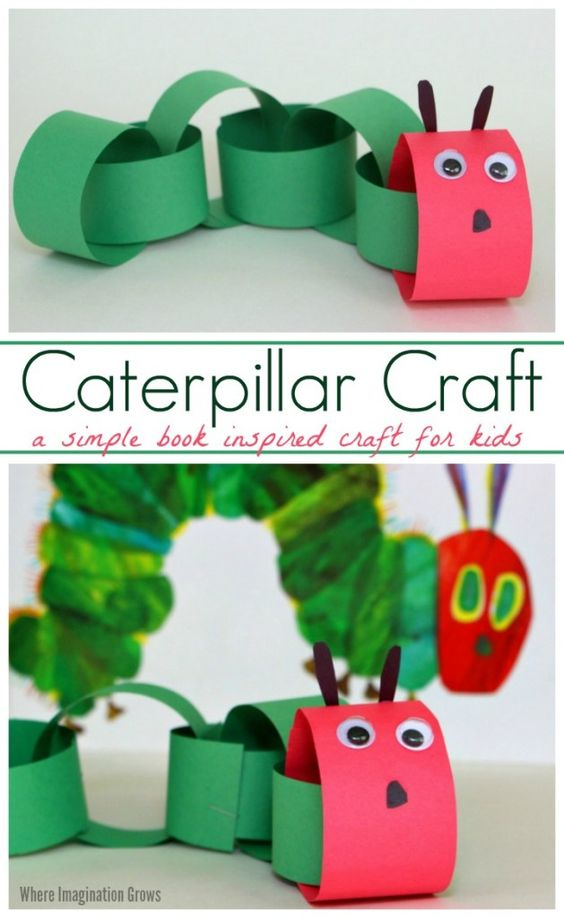 Caterpillar Craft
a simple book inspired craft for kids
Where Imagination Grows